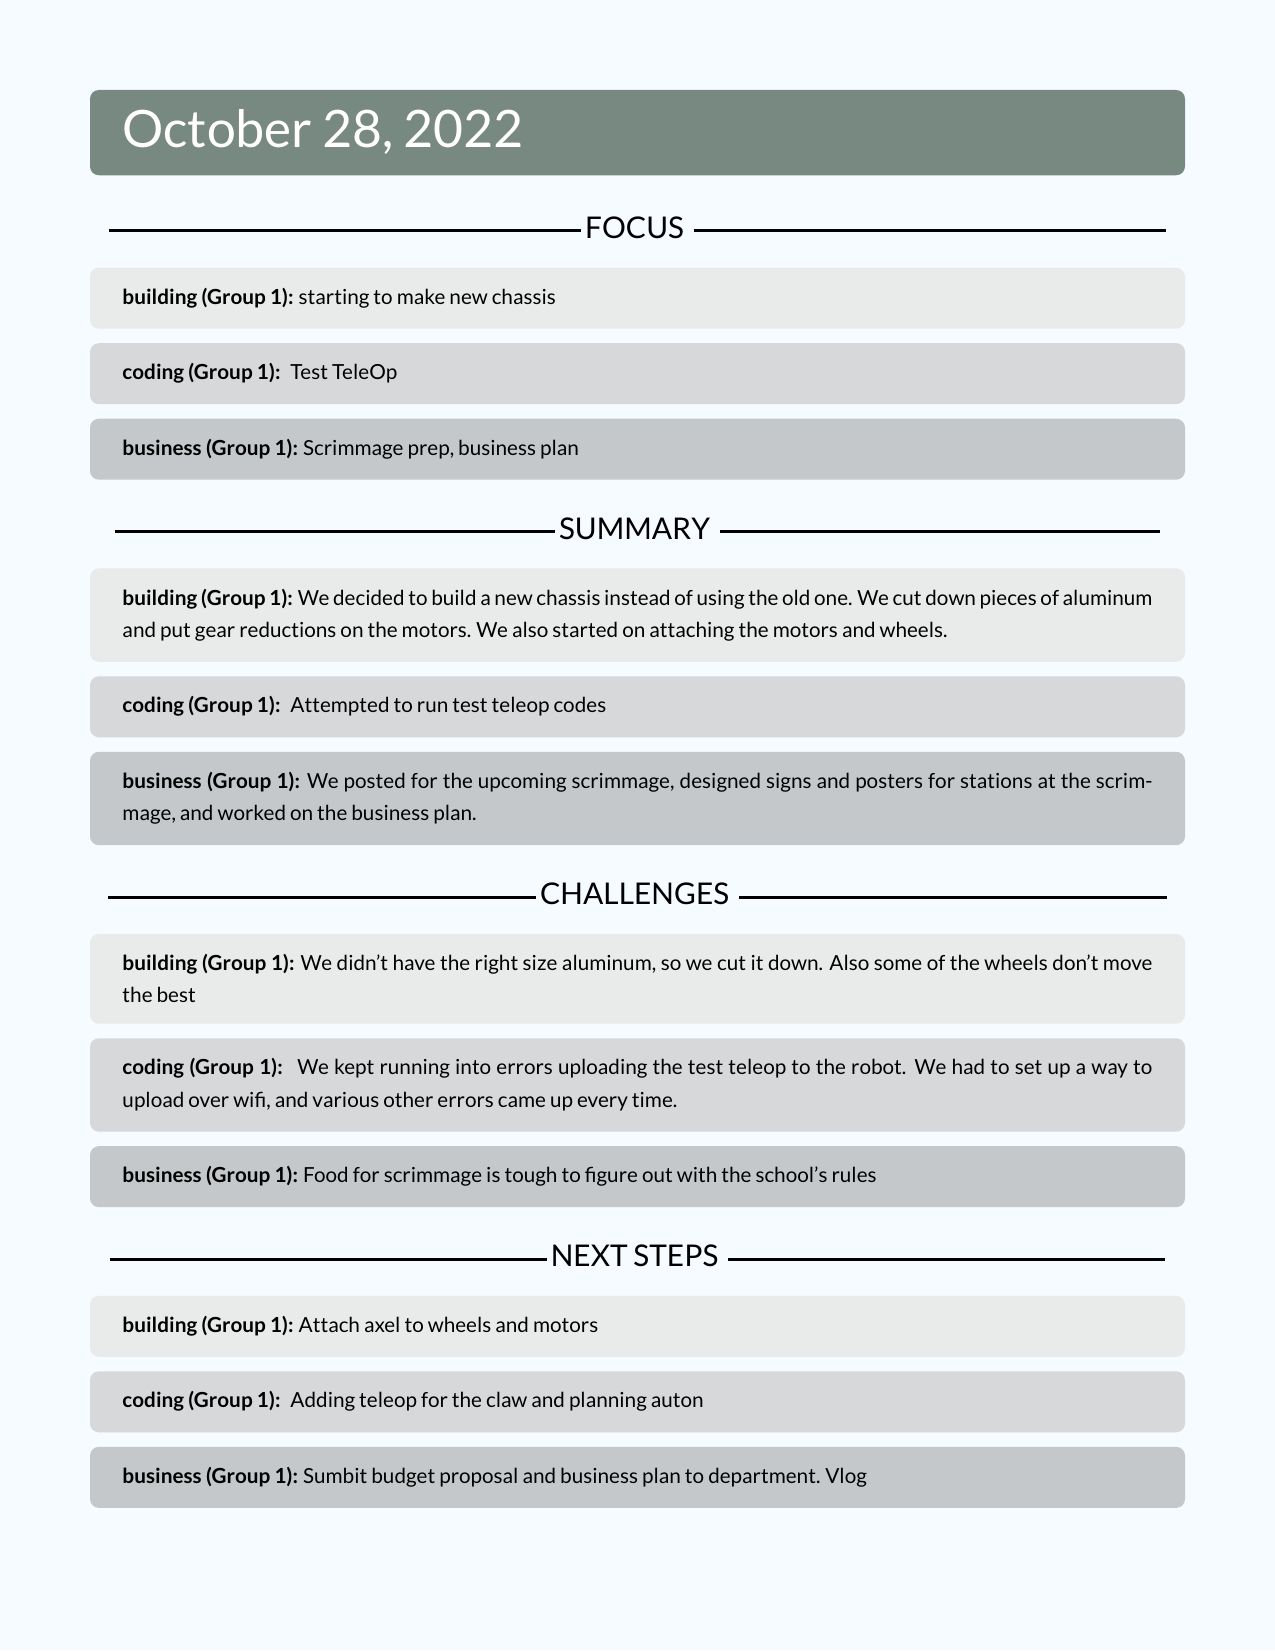 October 28, 2022
FOCUS
building (Group 1): starting to make new chassis
coding (Group 1): Test TeleOp
business (Group 1): Scrimmage prep, business plan
SUMMARY
building (Group 1): We decided to build a new chassis instead of using the old one. We cut down pieces of aluminum
and put gear reductions on the motors. We also started on attaching the motors and wheels.
coding (Group 1): Attempted to run test teleop codes
business (Group 1): We posted for the upcoming scrimmage, designed signs and posters for stations at the scrim-
mage, and worked on the business plan.
CHALLENGES
building (Group 1): We didn’t have the right size aluminum, so we cut it down. Also some of the wheels don’t move
the best
coding (Group 1): We kept running into errors uploading the test teleop to the robot. We had to set up a way to
upload over wifi, and various other errors came up every time.
business (Group 1): Food for scrimmage is tough to figure out with the school’s rules
NEXT STEPS
building (Group 1): Attach axel to wheels and motors
coding (Group 1): Adding teleop for the claw and planning auton
business (Group 1): Sumbit budget proposal and business plan to department. Vlog